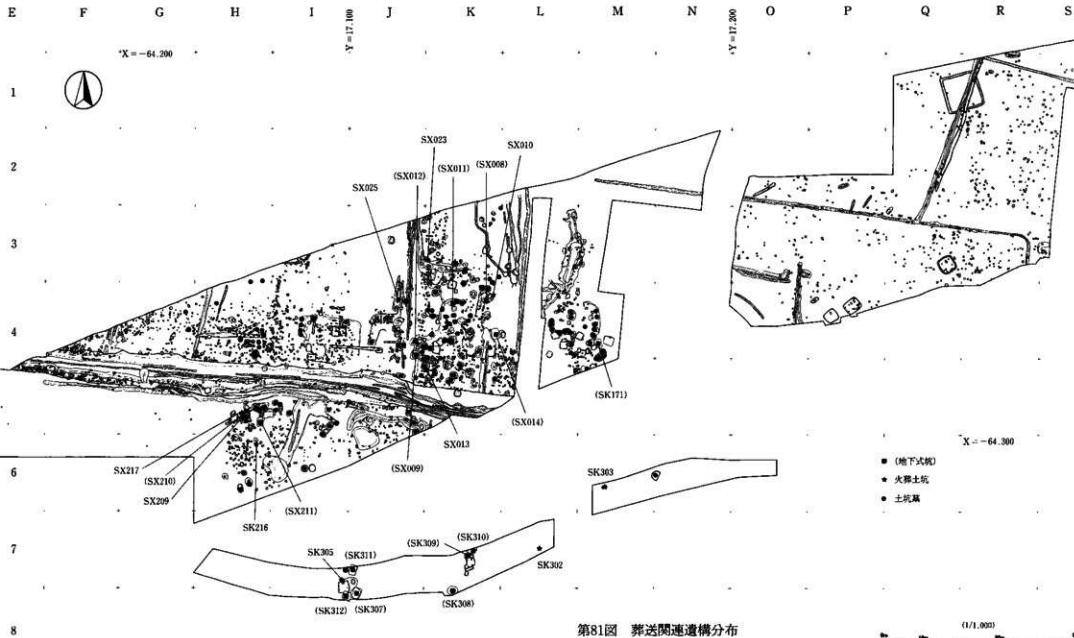 E F G H I J K L M N O P Q R S
X=-64.200
Y=17.100
Y=17.200
1
2
3
4
6
7
8
SX023
SX010
(SX012)
(SX011)
(SX008)
SX025
(SK171)
(SX014)
SX013
(SX009)
SX217
(SX210)
SX209
SK216
(SX211)
X=-64.300
(地下式坑)
火葬土坑
土坑墓
SK303
SK305
(SK311)
(SK309)
(SK310)
SK302
(SK312)
(SK307)
(SK308)
第81図 葬送関連遺構分布
(1/1,000)